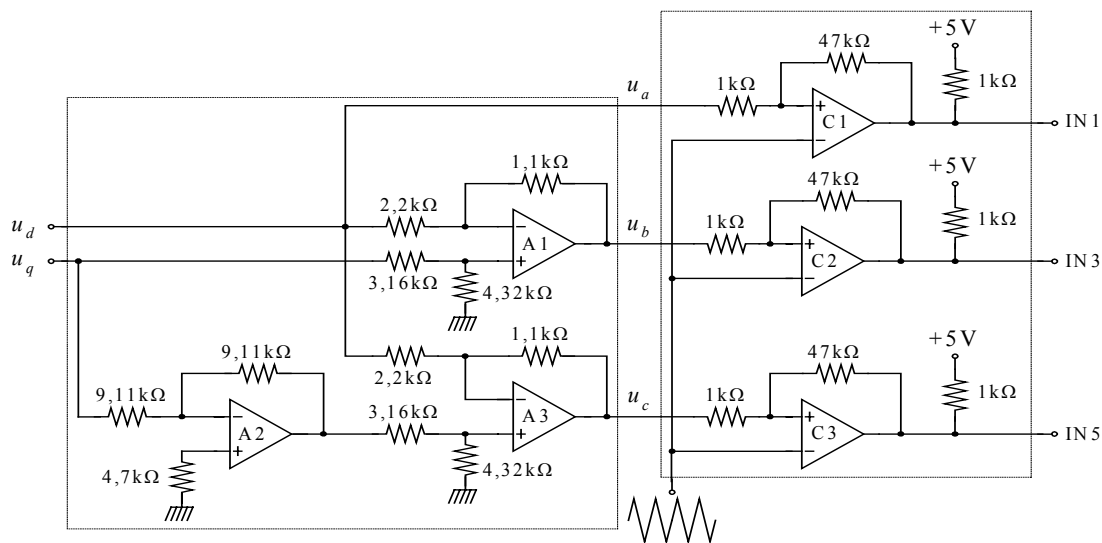 +5V
47kΩ
1kΩ
u_a
1kΩ
+
C1
−
IN1
+5V
47kΩ
1kΩ
u_b
1kΩ
+
C2
−
IN3
1,1kΩ
2,2kΩ
u_d
−
A1
+
u_q
3,16kΩ
4,32kΩ
+5V
47kΩ
1kΩ
u_c
1kΩ
+
C3
−
IN5
1,1kΩ
2,2kΩ
−
A3
+
9,11kΩ
9,11kΩ
−
A2
+
3,16kΩ
4,32kΩ
4,7kΩ